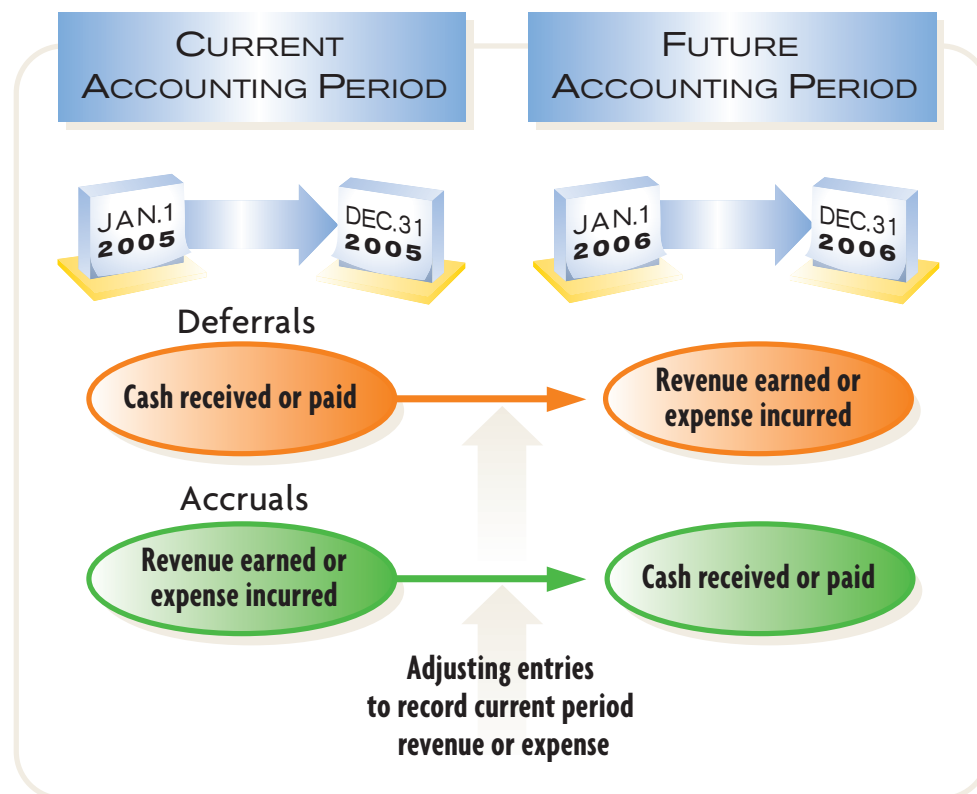 CURRENT
ACCOUNTING PERIOD
FUTURE
ACCOUNTING PERIOD
JAN.1
2005
DEC.31
2005
JAN.1
2006
DEC.31
2006
Deferrals
Cash received or paid
Revenue earned or
expense incurred
Accruals
Revenue earned or
expense incurred
Cash received or paid
Adjusting entries
to record current period
revenue or expense